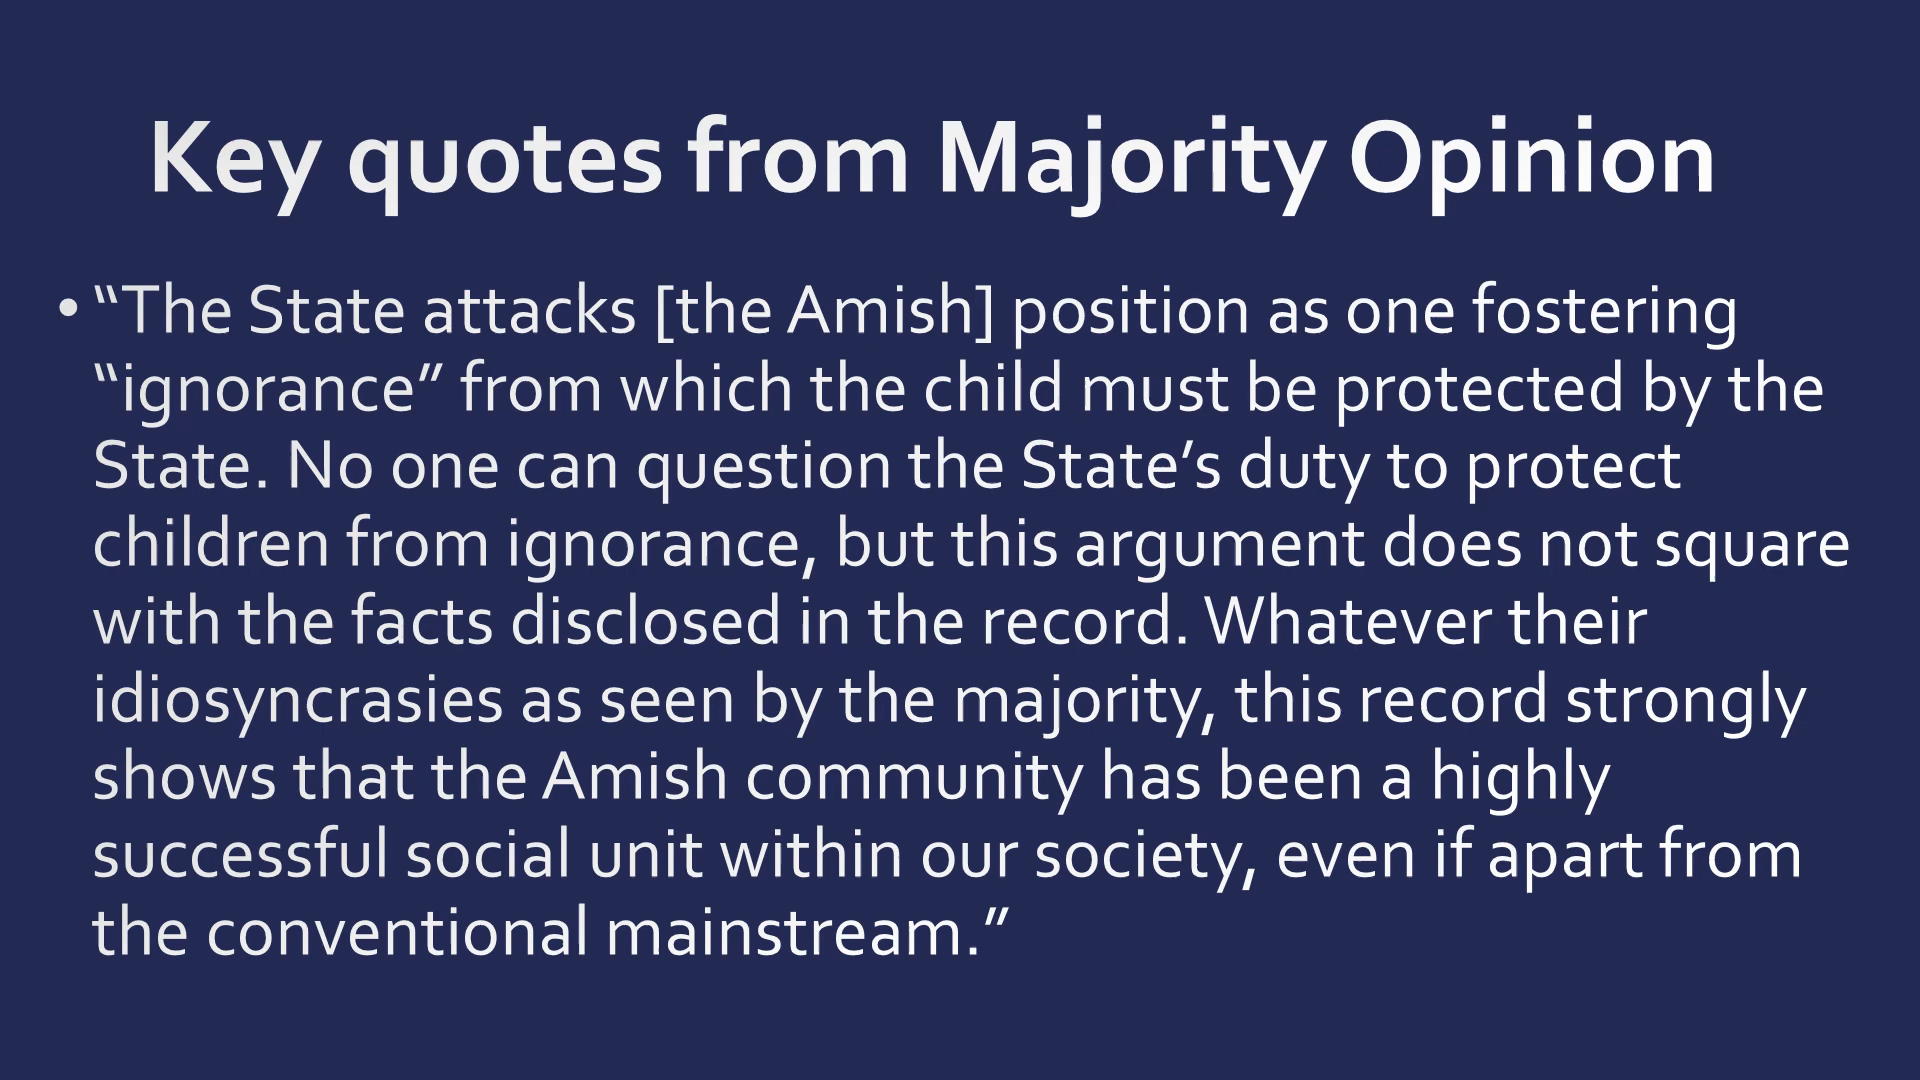 Key quotes from Majority Opinion
• “The State attacks [the Amish] position as one fostering
“ignorance” from which the child must be protected by the
State. No one can question the State’s duty to protect
children from ignorance, but this argument does not square
with the facts disclosed in the record. Whatever their
idiosyncrasies as seen by the majority, this record strongly
shows that the Amish community has been a highly
successful social unit within our society, even if apart from
the conventional mainstream.”